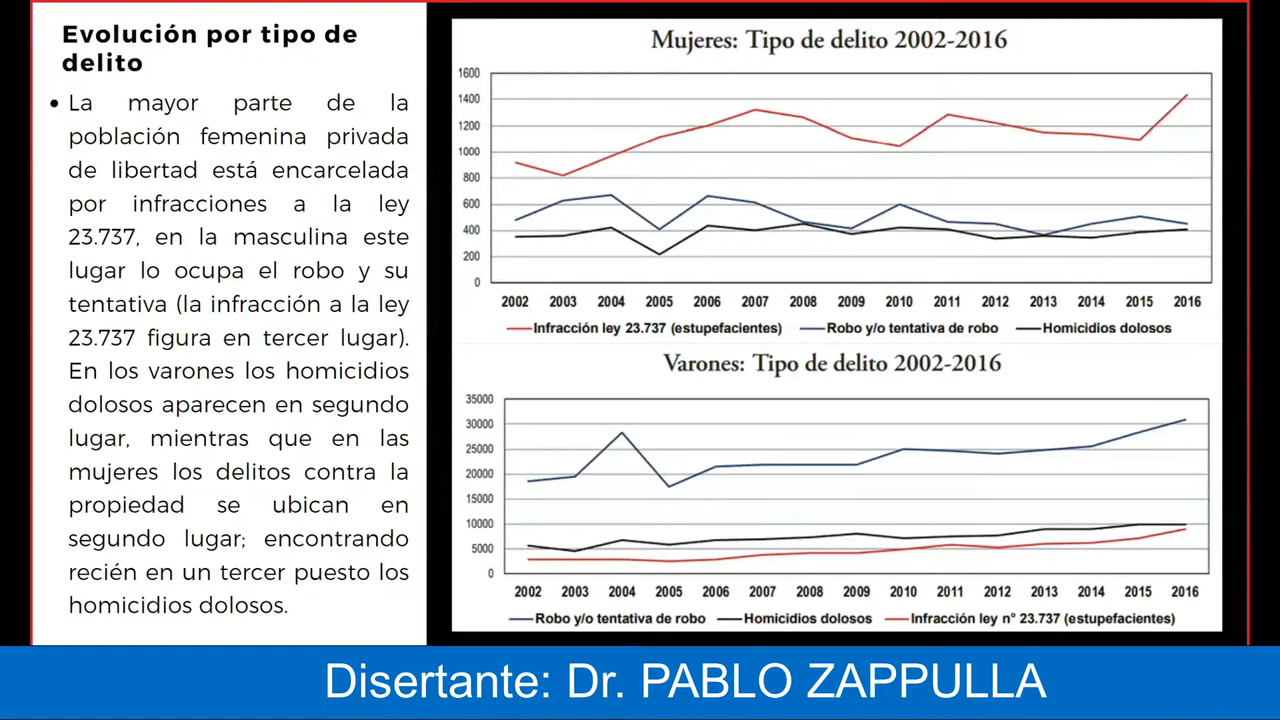 Evolución por tipo de
delito
• La mayor parte de la
población femenina privada
de libertad está encarcelada
por infracciones a la ley
23.737, en la masculina este
lugar lo ocupa el robo y su
tentativa (la infracción a la ley
23.737 figura en tercer lugar).
En los varones los homicidios
dolosos aparecen en segundo
lugar, mientras que en las
mujeres los delitos contra la
propiedad se ubican en
segundo lugar; encontrando
recién en un tercer puesto los
homicidios dolosos.
Mujeres: Tipo de delito 2002-2016
1600
1400
1200
1000
800
600
400
200
0
2002 2003 2004 2005 2006 2007 2008 2009 2010 2011 2012 2013 2014 2015 2016
Infracción ley 23.737 (estupefacientes) Robo y/o tentativa de robo Homicidios dolosos
Varones: Tipo de delito 2002-2016
35000
30000
25000
20000
15000
10000
5000
0
2002 2003 2004 2005 2006 2007 2008 2009 2010 2011 2012 2013 2014 2015 2016
Robo y/o tentativa de robo Homicidios dolosos Infracción ley n° 23.737 (estupefacientes)
Disertante: Dr. PABLO ZAPPULLA